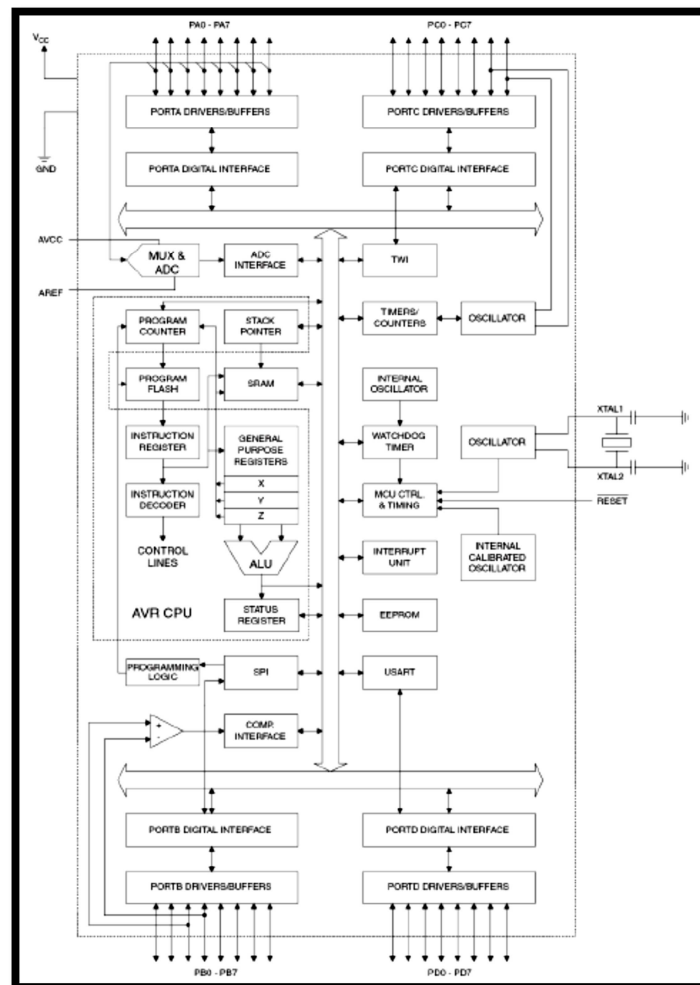 PA0 - PA7
PC0 - PC7
VCC
PORTA DRIVERS/BUFFERS
PORTC DRIVERS/BUFFERS
GND
PORTA DIGITAL INTERFACE
PORTC DIGITAL INTERFACE
AVCC
MUX &
ADC
ADC
INTERFACE
TWI
AREF
PROGRAM
COUNTER
STACK
POINTER
TIMERS/
COUNTERS
OSCILLATOR
PROGRAM
FLASH
SRAM
INTERNAL
OSCILLATOR
XTAL1
INSTRUCTION
REGISTER
GENERAL
PURPOSE
REGISTERS
WATCHDOG
TIMER
OSCILLATOR
XTAL2
X
Y
Z
INSTRUCTION
DECODER
MCU CTRL.
& TIMING
RESET
CONTROL
LINES
ALU
INTERRUPT
UNIT
INTERNAL
CALIBRATED
OSCILLATOR
AVR CPU
STATUS
REGISTER
EEPROM
PROGRAMMING
LOGIC
SPI
USART
+
-
COMP.
INTERFACE
PORTB DIGITAL INTERFACE
PORTD DIGITAL INTERFACE
PORTB DRIVERS/BUFFERS
PORTD DRIVERS/BUFFERS
PB0 - PB7
PD0 - PD7